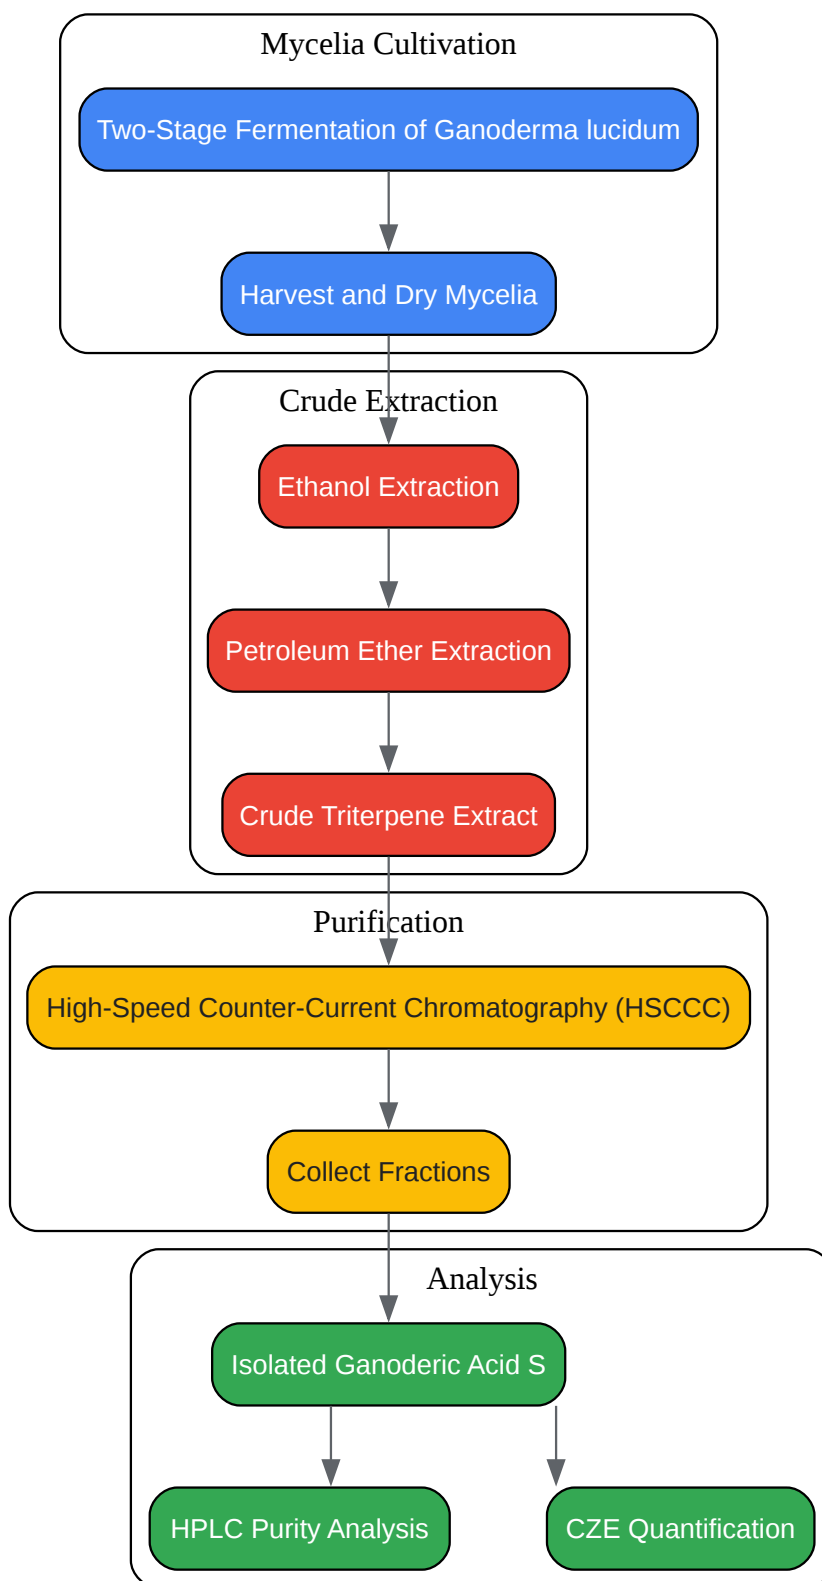 Mycelia Cultivation
Two-Stage Fermentation of Ganoderma lucidum
Harvest and Dry Mycelia
Crude Extraction
Ethanol Extraction
Petroleum Ether Extraction
Crude Triterpene Extract
Purification
High-Speed Counter-Current Chromatography (HSCCC)
Collect Fractions
Analysis
Isolated Ganoderic Acid S
HPLC Purity Analysis
CZE Quantification